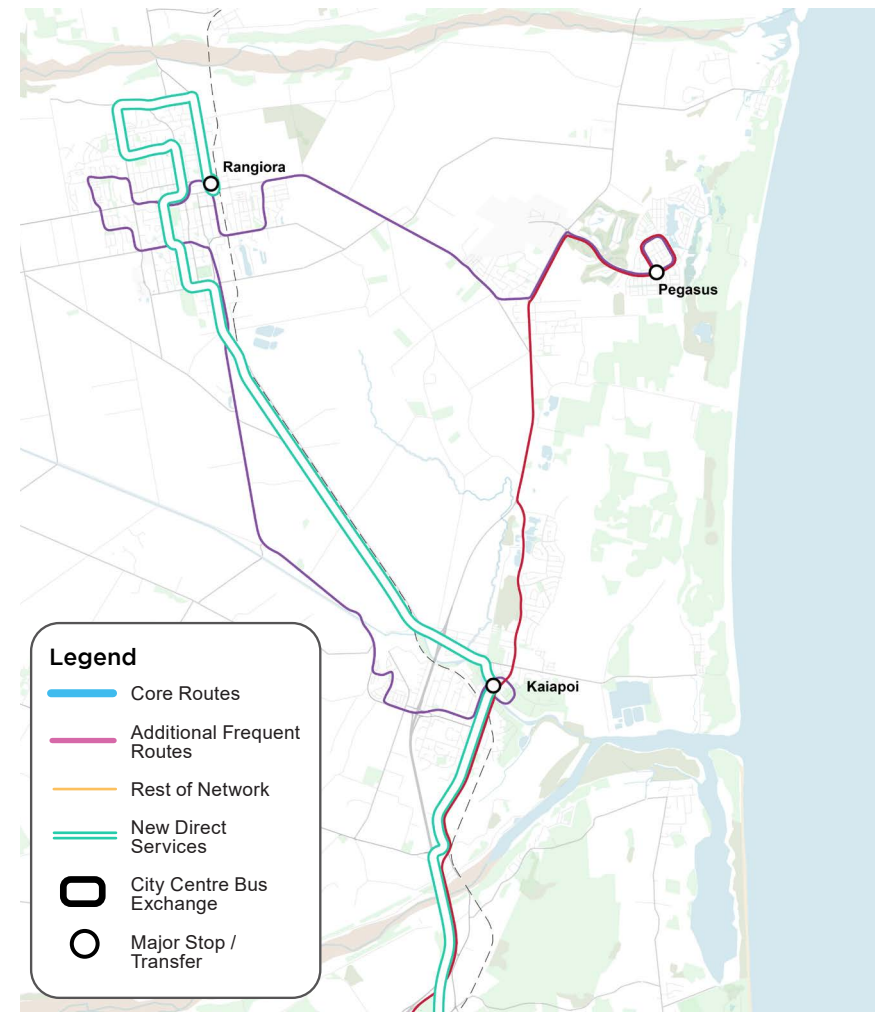 Rangiora
Pegasus
Kaiapoi
Legend
Core Routes
Additional Frequent
Routes
Rest of Network
New Direct
Services
City Centre Bus
Exchange
Major Stop /
Transfer